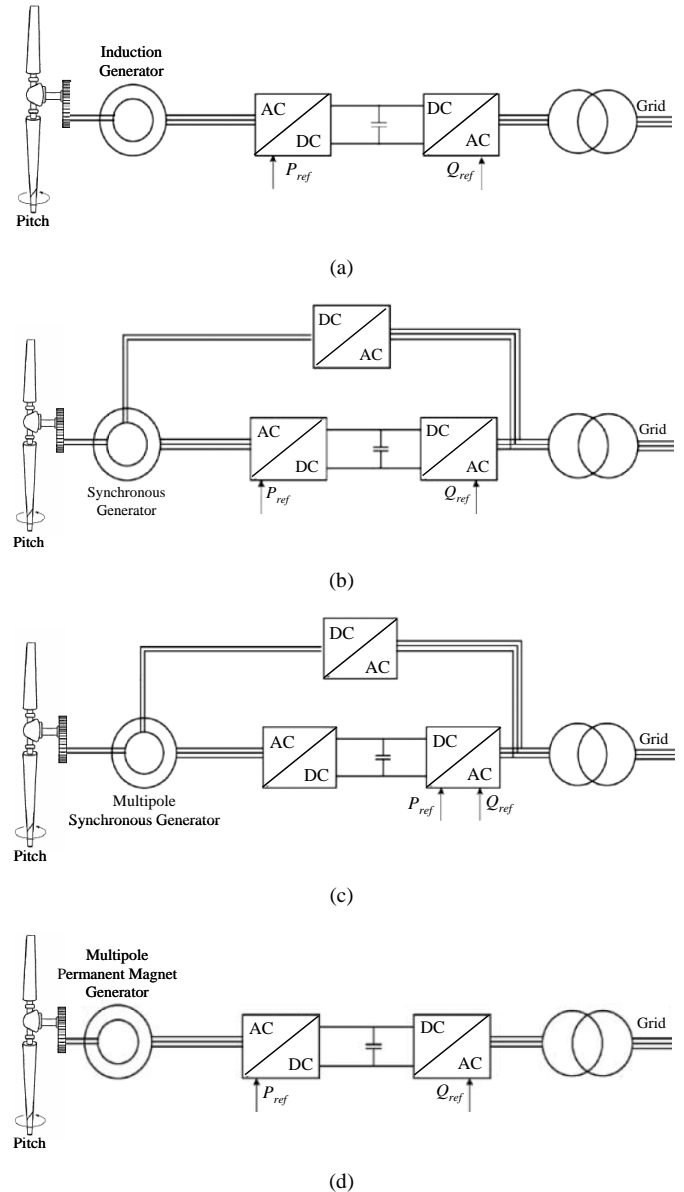 Induction
Generator
AC
DC
DC
AC
Grid
P_ref
Q_ref
Pitch
(a)
DC
AC
AC
DC
DC
AC
Grid
Synchronous
Generator
P_ref
Q_ref
Pitch
(b)
DC
AC
AC
DC
DC
AC
Grid
Multipole
Synchronous Generator
P_ref
Q_ref
Pitch
(c)
Multipole
Permanent Magnet
Generator
AC
DC
DC
AC
Grid
P_ref
Q_ref
Pitch
(d)